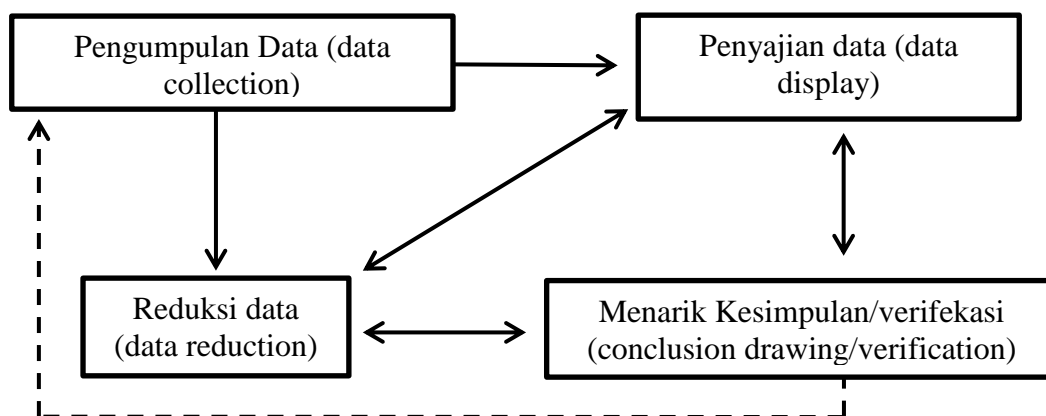 Pengumpulan Data (data
collection)
Penyajian data (data
display)
Reduksi data
(data reduction)
Menarik Kesimpulan/verifekasi
(conclusion drawing/verification)